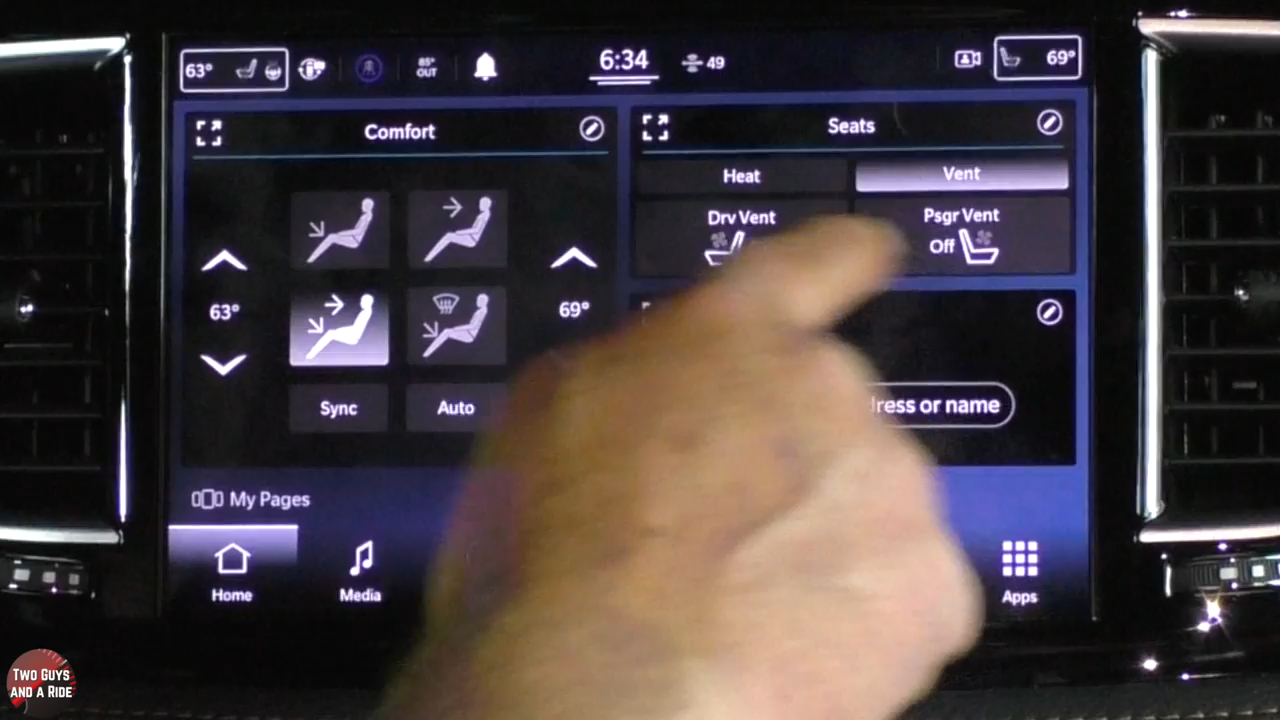 63°
85°
OUT
6:34
49
69°
Comfort
63°
69°
Sync
Auto
Seats
Heat
Vent
Drv Vent
Psgr Vent
Off
or name
My Pages
Home
Media
Apps
TWO GUYS
AND A RIDE